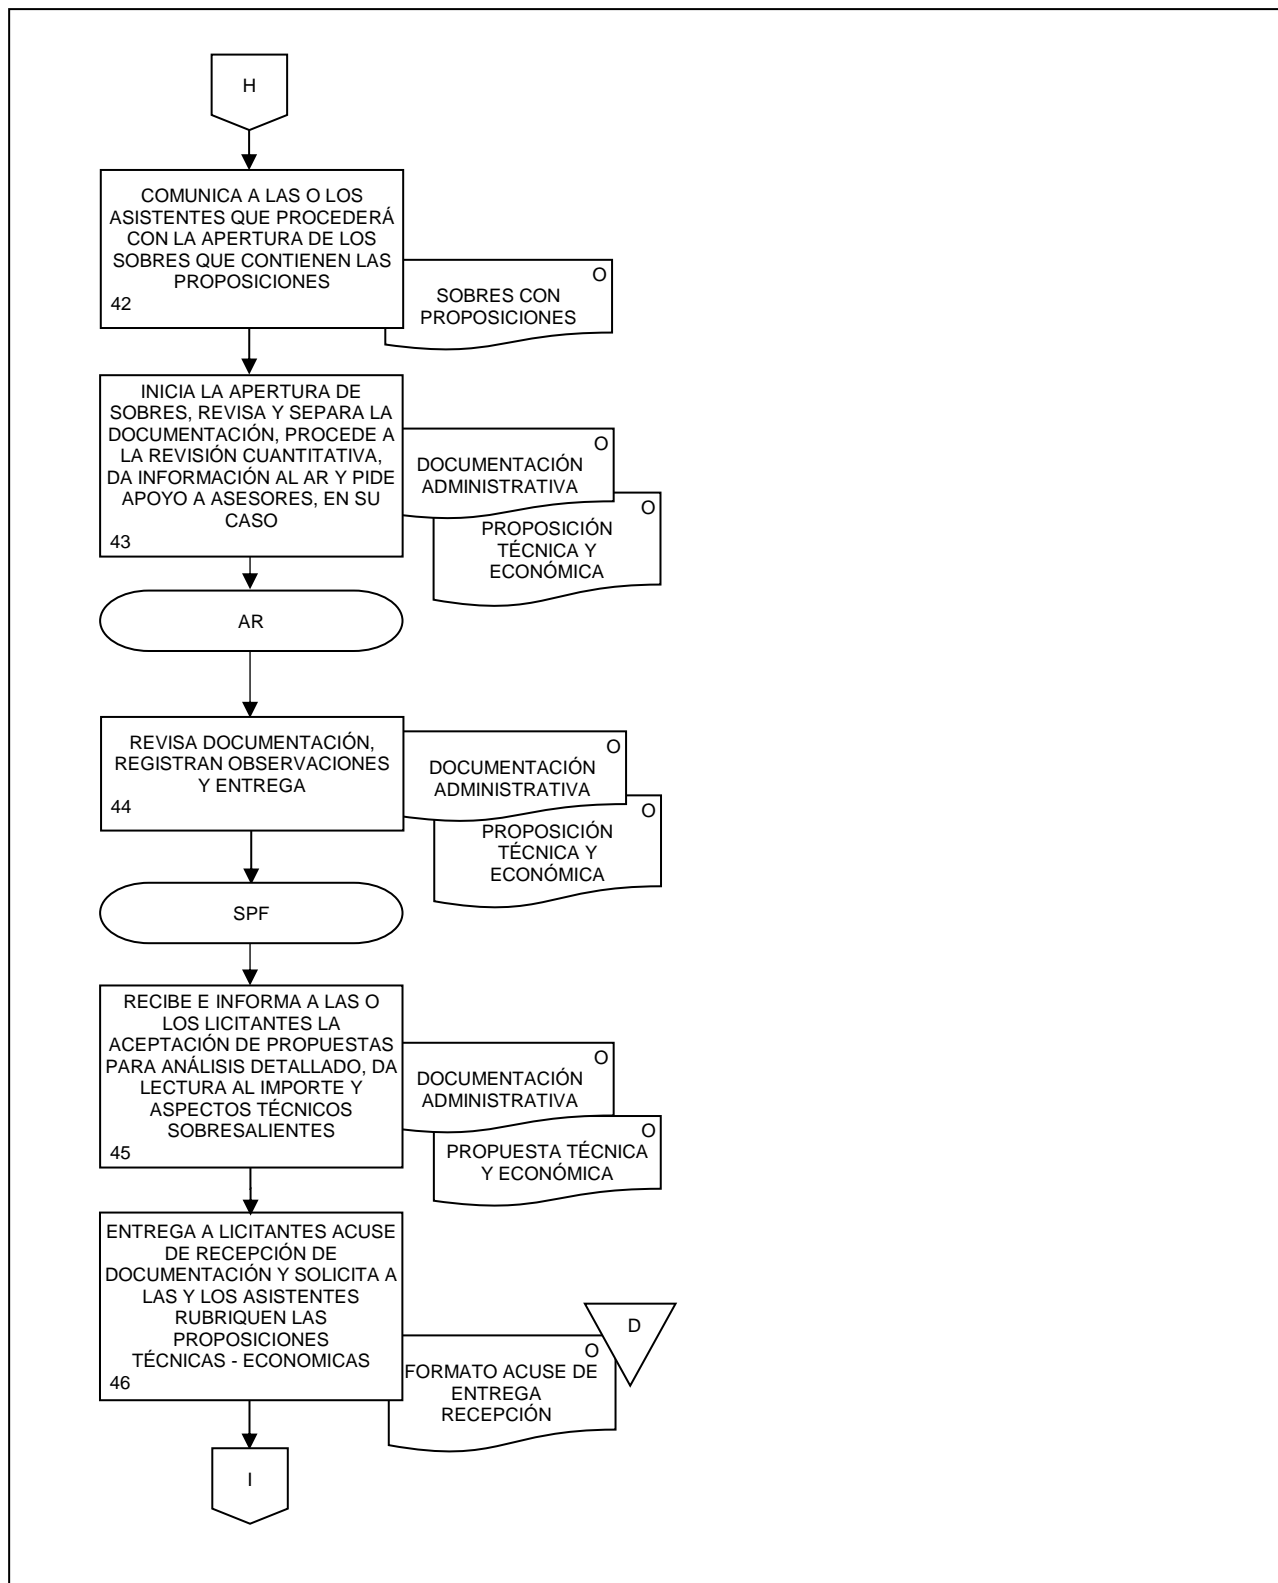 H
COMUNICA A LAS O LOS
ASISTENTES QUE PROCEDERÁ
CON LA APERTURA DE LOS
SOBRES QUE CONTIENEN LAS
PROPOSICIONES
42
O
SOBRES CON
PROPOSICIONES
INICIA LA APERTURA DE
SOBRES, REVISA Y SEPARA LA
DOCUMENTACIÓN, PROCEDE A
LA REVISIÓN CUANTITATIVA,
DA INFORMACIÓN AL AR Y PIDE
APOYO A ASESORES, EN SU
CASO
43
O
DOCUMENTACIÓN
ADMINISTRATIVA
O
PROPOSICIÓN
TÉCNICA Y
ECONÓMICA
AR
REVISA DOCUMENTACIÓN,
REGISTRAN OBSERVACIONES
Y ENTREGA
44
O
DOCUMENTACIÓN
ADMINISTRATIVA
O
PROPOSICIÓN
TÉCNICA Y
ECONÓMICA
SPF
RECIBE E INFORMA A LAS O
LOS LICITANTES LA
ACEPTACIÓN DE PROPUESTAS
PARA ANÁLISIS DETALLADO, DA
LECTURA AL IMPORTE Y
ASPECTOS TÉCNICOS
SOBRESALIENTES
45
O
DOCUMENTACIÓN
ADMINISTRATIVA
O
PROPUESTA TÉCNICA
Y ECONÓMICA
ENTREGA A LICITANTES ACUSE
DE RECEPCIÓN DE
DOCUMENTACIÓN Y SOLICITA A
LAS Y LOS ASISTENTES
RUBRIQUEN LAS
PROPOSICIONES
TÉCNICAS - ECONOMICAS
46
D
O
FORMATO ACUSE DE
ENTREGA
RECEPCIÓN
I